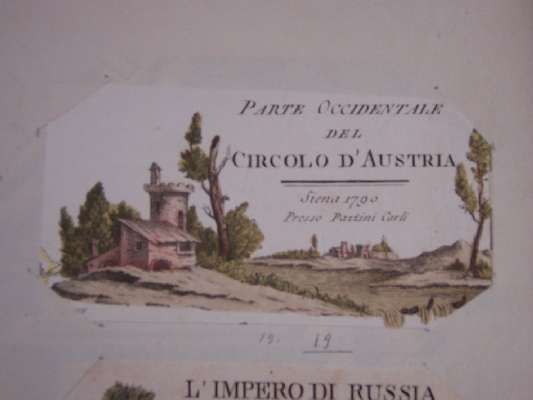 PARTE OCCIDENTALE
DEL
CIRCOLO D'AUSTRIA
Siena 1790
Presso Pazzini Carli
19. 19
L'IMPERO DI RUSSIA